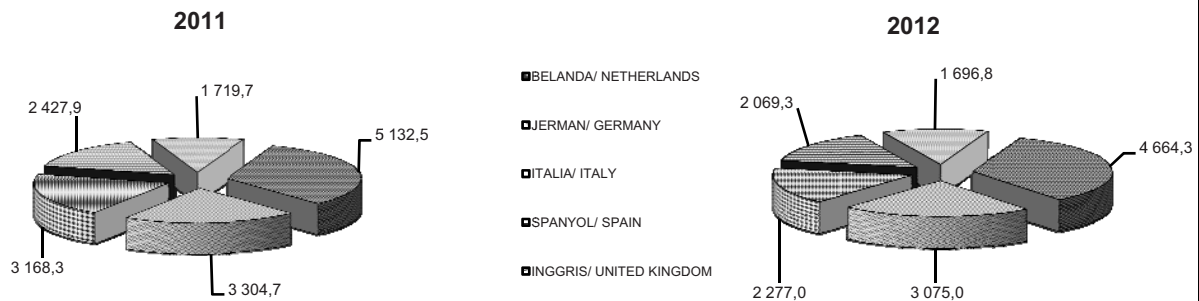 2011
1 719,7
2 427,9
5 132,5
3 168,3
3 304,7
BELANDA/ NETHERLANDS
JERMAN/ GERMANY
ITALIA/ ITALY
SPANYOL/ SPAIN
INGGRIS/ UNITED KINGDOM
2012
1 696,8
2 069,3
4 664,3
2 277,0
3 075,0